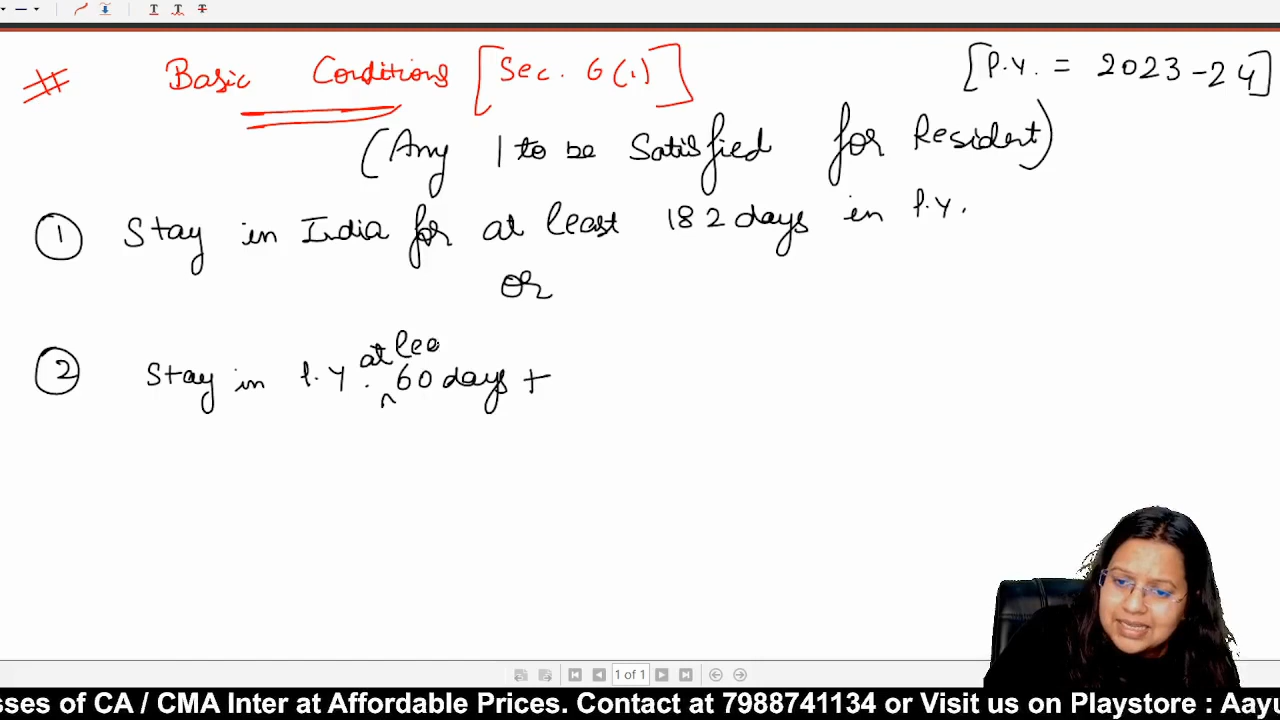 # Basic Conditions [Sec. 6(1)] [P.Y. = 2023-24]
(Any 1 to be Satisfied for Resident)
① Stay in India for at least 182 days in P.Y.
or
at lea
② Stay in P.Y. 60 days +
1 of 1
sses of CA / CMA Inter at Affordable Prices. Contact at 7988741134 or Visit us on Playstore : Aayu